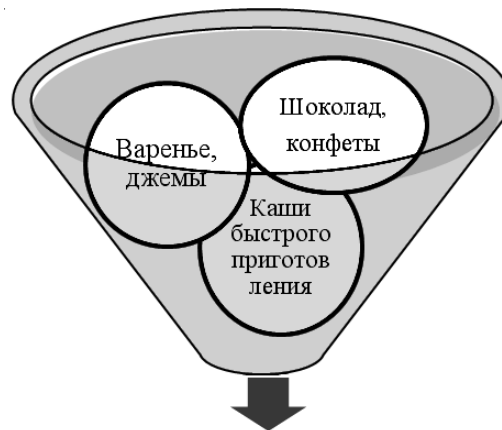 Варенье,
джемы
Шоколад,
конфеты
Каши
быстрого
приготов
ления